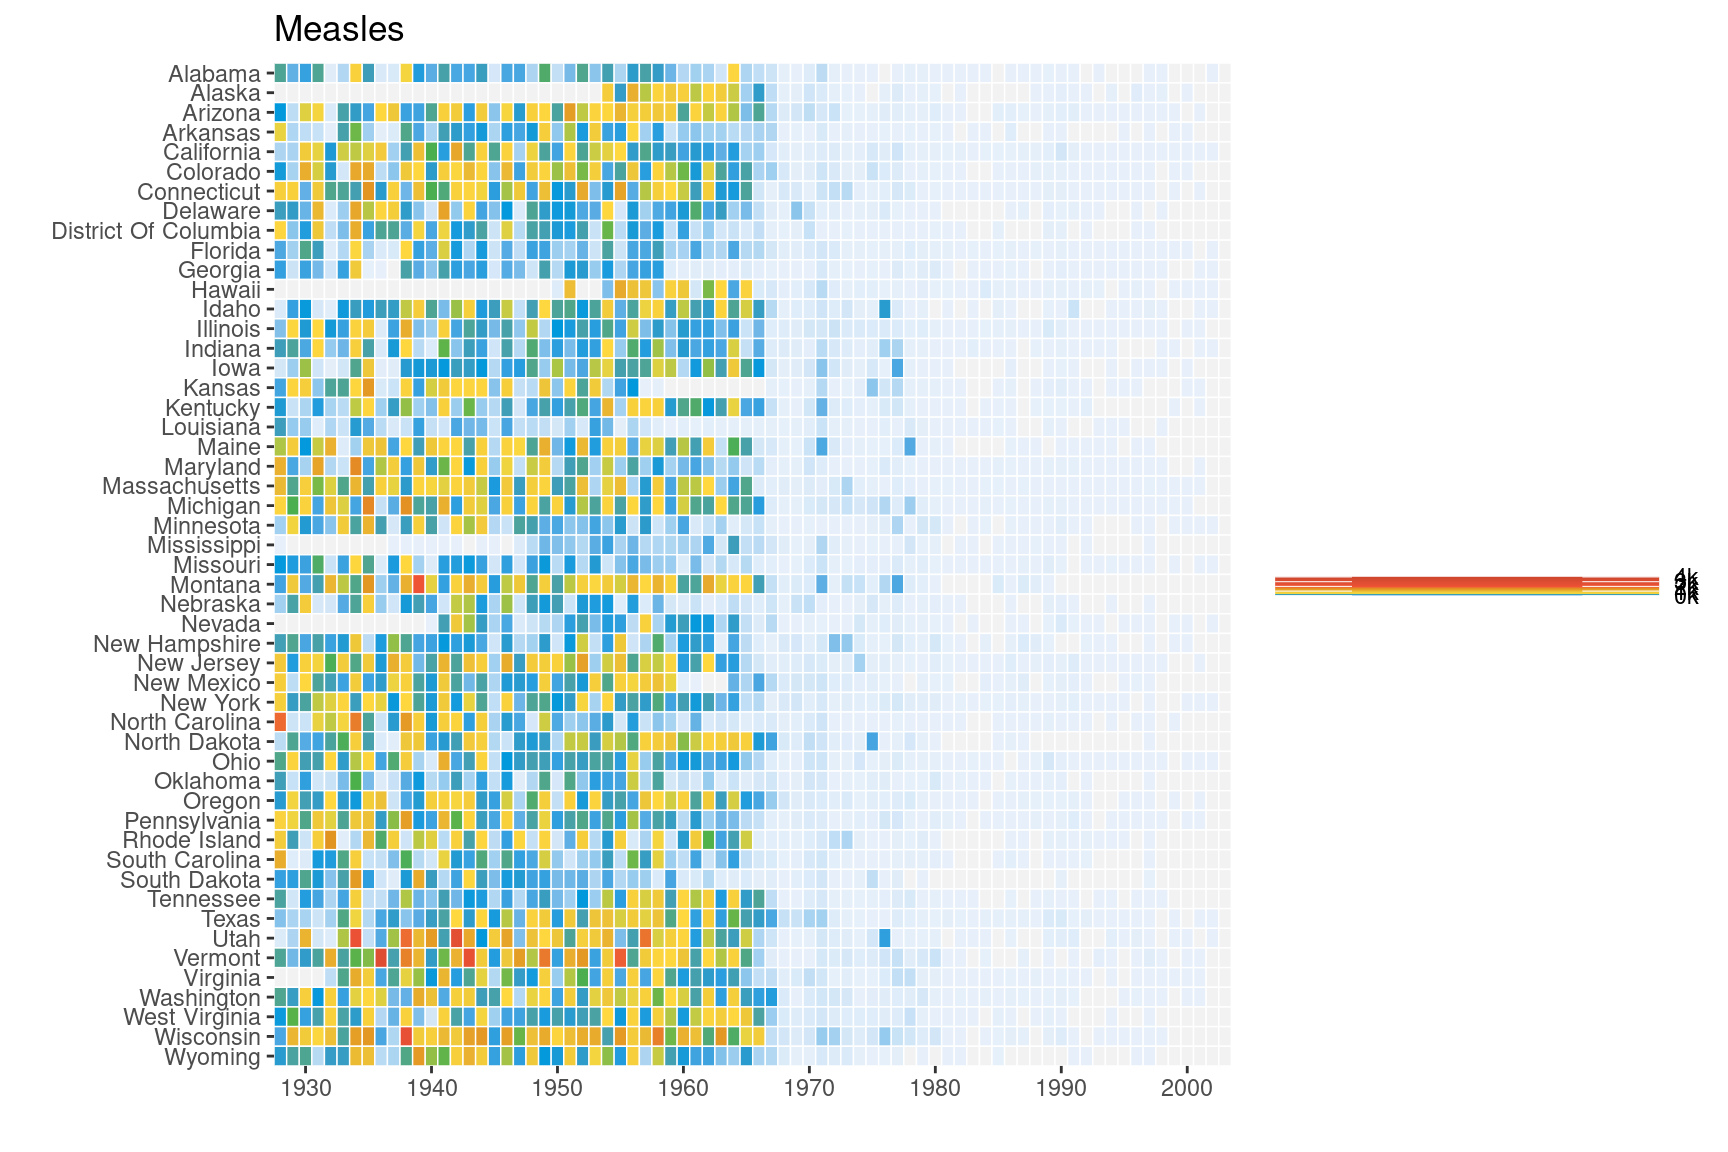 Measles
Alabama
Alaska
Arizona
Arkansas
California
Colorado
Connecticut
Delaware
District Of Columbia
Florida
Georgia
Hawaii
Idaho
Illinois
Indiana
Iowa
Kansas
Kentucky
Louisiana
Maine
Maryland
Massachusetts
Michigan
Minnesota
Mississippi
Missouri
Montana
Nebraska
Nevada
New Hampshire
New Jersey
New Mexico
New York
North Carolina
North Dakota
Ohio
Oklahoma
Oregon
Pennsylvania
Rhode Island
South Carolina
South Dakota
Tennessee
Texas
Utah
Vermont
Virginia
Washington
West Virginia
Wisconsin
Wyoming
1930 1940 1950 1960 1970 1980 1990 2000
4k
0k